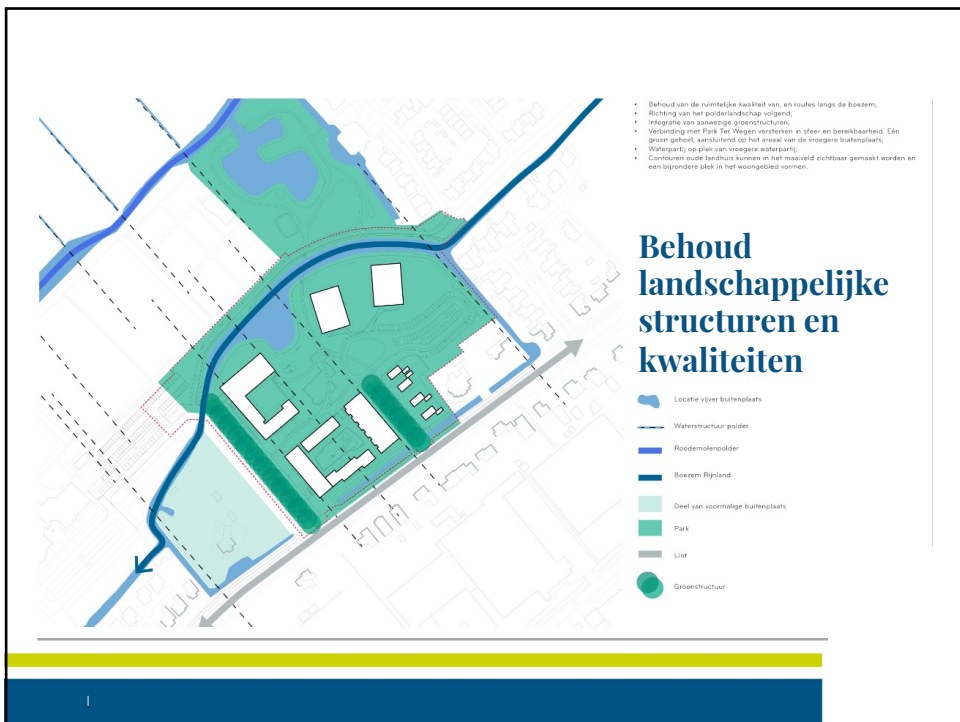 • Behoud van de ruimtelijke kwaliteit van, en routes langs de boezem;
• Richting van het polderlandschap volgend;
• Integratie van aanwezige groenstructuren;
• Verbinding met Park Ter Wegen versterken in sfeer en bereikbaarheid. Eén
groen geheel, aansluitend op het areaal van de vroegere buitenplaats;
• Waterpartij op plek van vroegere waterpartij;
• Contouren oude landhuis kunnen in het maaiveld zichtbaar gemaakt worden en
een bijzondere plek in het woongebied vormen.
Behoud
landschappelijke
structuren en
kwaliteiten
Locatie vijver buitenplaats
Waterstructuur polder
Roodemolenpolder
Boezem Rijnland
Deel van voormalige buitenplaats
Park
Lint
Groenstructuur
|